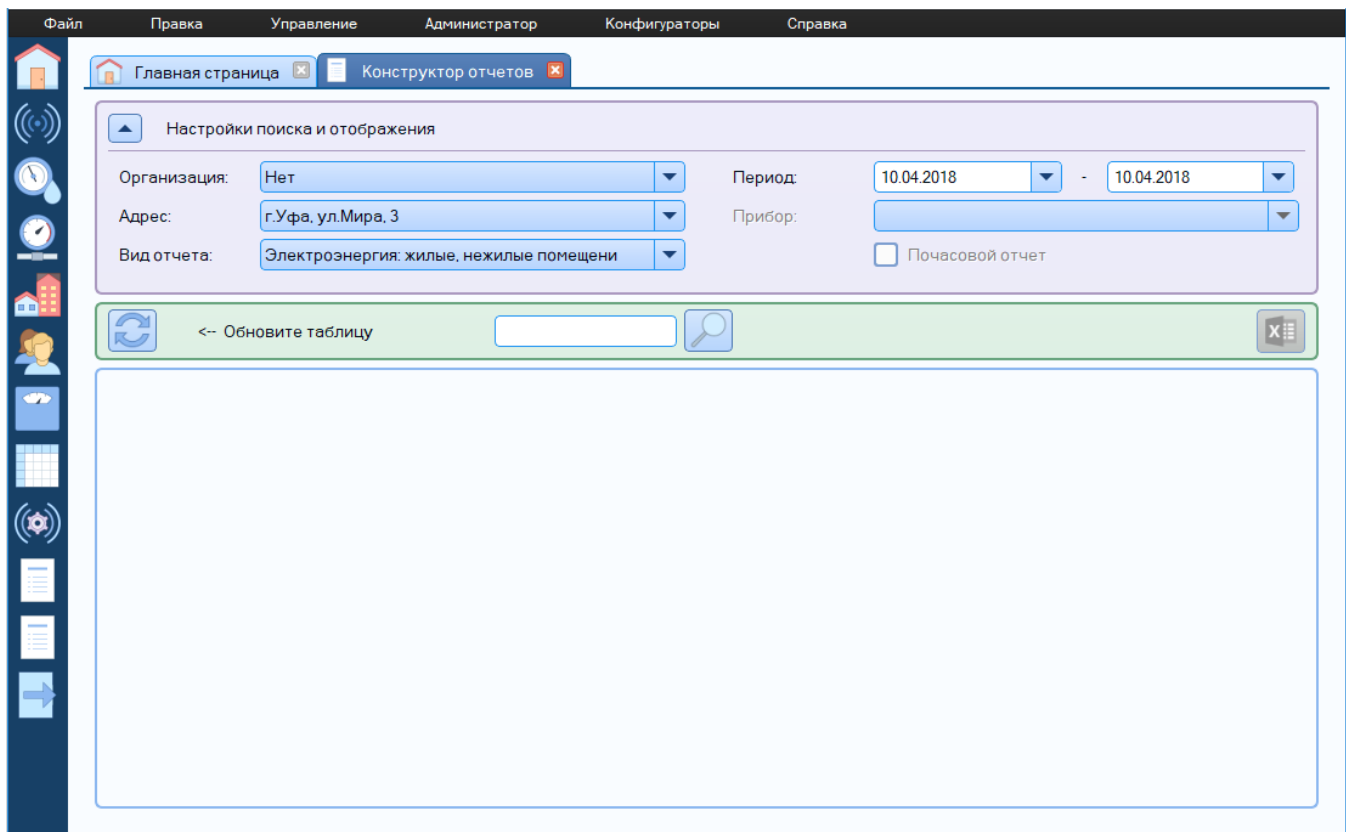 Файл Правка Управление Администратор Конфигураторы Справка
Главная страница Конструктор отчетов
Настройки поиска и отображения
Организация: Нет Период: 10.04.2018 - 10.04.2018
Адрес: г.Уфа, ул.Мира, 3 Прибор:
Вид отчета: Электроэнергия: жилые, нежилые помещени Почасовой отчет
<-- Обновите таблицу